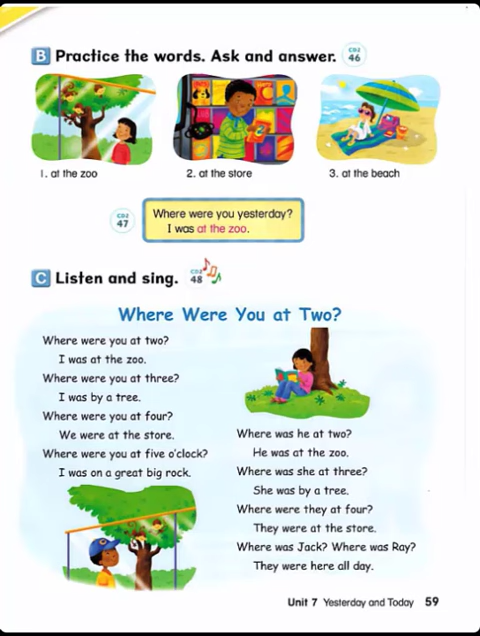 B Practice the words. Ask and answer. CD2 46
1. at the zoo
2. at the store
3. at the beach
CD2 47
Where were you yesterday?
I was at the zoo.
C Listen and sing. CD2 48
Where Were You at Two?
Where were you at two?
I was at the zoo.
Where were you at three?
I was by a tree.
Where were you at four?
We were at the store.
Where were you at five o'clock?
I was on a great big rock.
Where was he at two?
He was at the zoo.
Where was she at three?
She was by a tree.
Where were they at four?
They were at the store.
Where was Jack? Where was Ray?
They were here all day.
Unit 7 Yesterday and Today 59